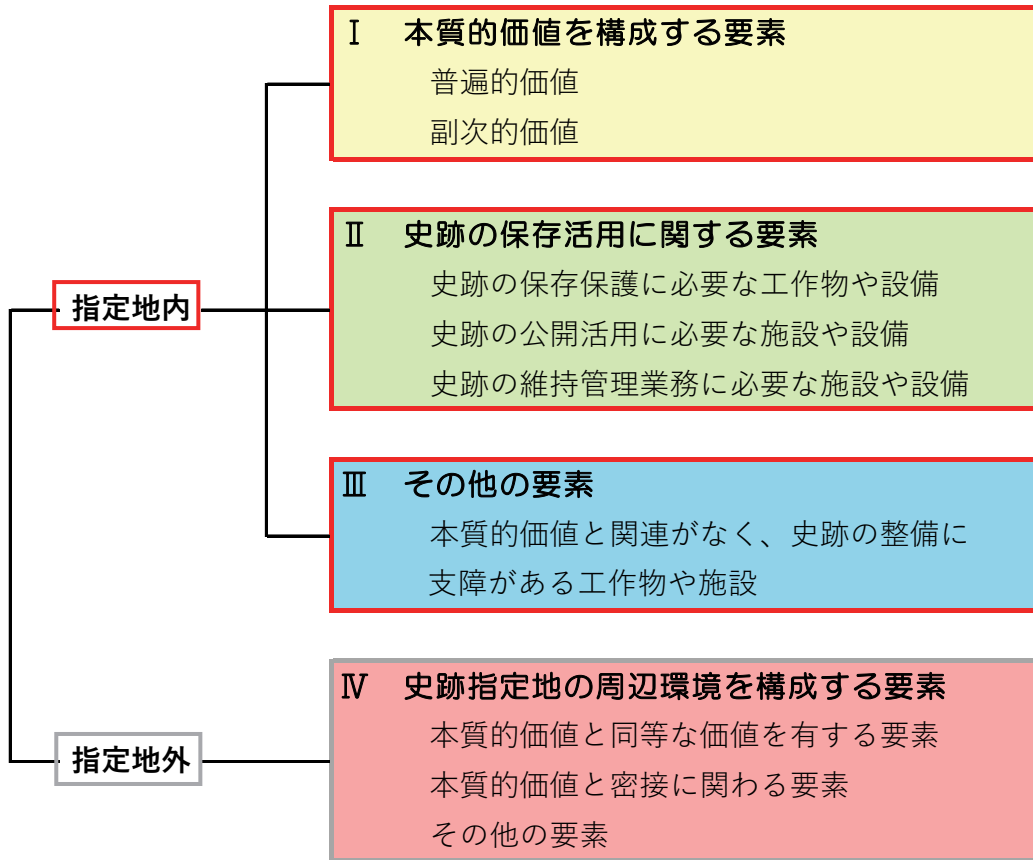 Ⅰ 本質的価値を構成する要素
普遍的価値
副次的価値
Ⅱ 史跡の保存活用に関する要素
史跡の保存保護に必要な工作物や設備
史跡の公開活用に必要な施設や設備
史跡の維持管理業務に必要な施設や設備
指定地内
Ⅲ その他の要素
本質的価値と関連がなく、史跡の整備に
支障がある工作物や施設
Ⅳ 史跡指定地の周辺環境を構成する要素
本質的価値と同等な価値を有する要素
本質的価値と密接に関わる要素
その他の要素
指定地外